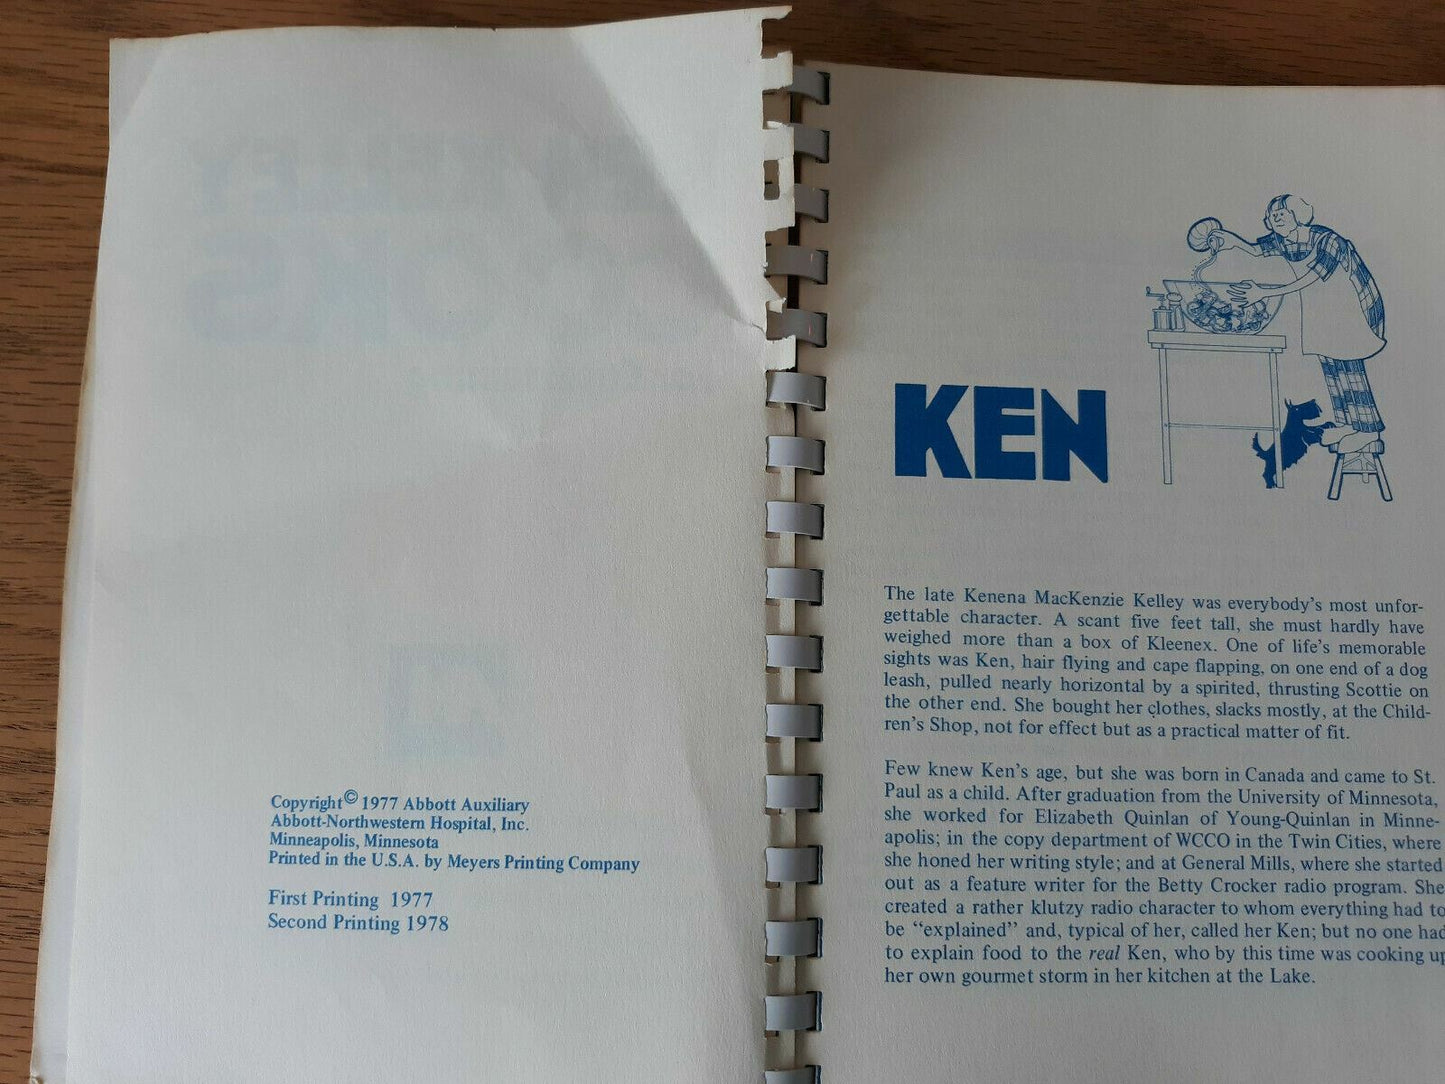 Copyright© 1977 Abbott Auxiliary
Abbott-Northwestern Hospital, Inc.
Minneapolis, Minnesota
Printed in the U.S.A. by Meyers Printing Company
First Printing 1977
Second Printing 1978
KEN
The late Kenena MacKenzie Kelley was everybody's most unfor-
gettable character. A scant five feet tall, she must hardly have
weighed more than a box of Kleenex. One of life's memorable
sights was Ken, hair flying and cape flapping, on one end of a dog
leash, pulled nearly horizontal by a spirited, thrusting Scottie on
the other end. She bought her clothes, slacks mostly, at the Child-
ren's Shop, not for effect but as a practical matter of fit.
Few knew Ken's age, but she was born in Canada and came to St.
Paul as a child. After graduation from the University of Minnesota,
she worked for Elizabeth Quinlan of Young-Quinlan in Minne-
apolis; in the copy department of WCCO in the Twin Cities, where
she honed her writing style; and at General Mills, where she started
out as a feature writer for the Betty Crocker radio program. She
created a rather klutzy radio character to whom everything had to
be "explained" and, typical of her, called her Ken; but no one had
to explain food to the real Ken, who by this time was cooking up
her own gourmet storm in her kitchen at the Lake.